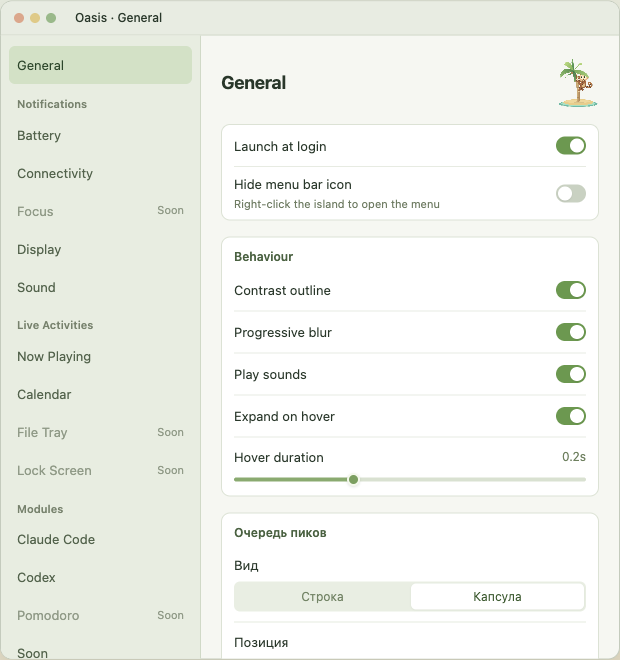 Oasis · General
General
Notifications
Battery
Connectivity
Focus Soon
Display
Sound
Live Activities
Now Playing
Calendar
File Tray Soon
Lock Screen Soon
Modules
Claude Code
Codex
Pomodoro Soon
Soon
General
Launch at login
Hide menu bar icon
Right-click the island to open the menu
Behaviour
Contrast outline
Progressive blur
Play sounds
Expand on hover
Hover duration 0.2s
Очередь пиков
Вид
Строка Капсула
Позиция